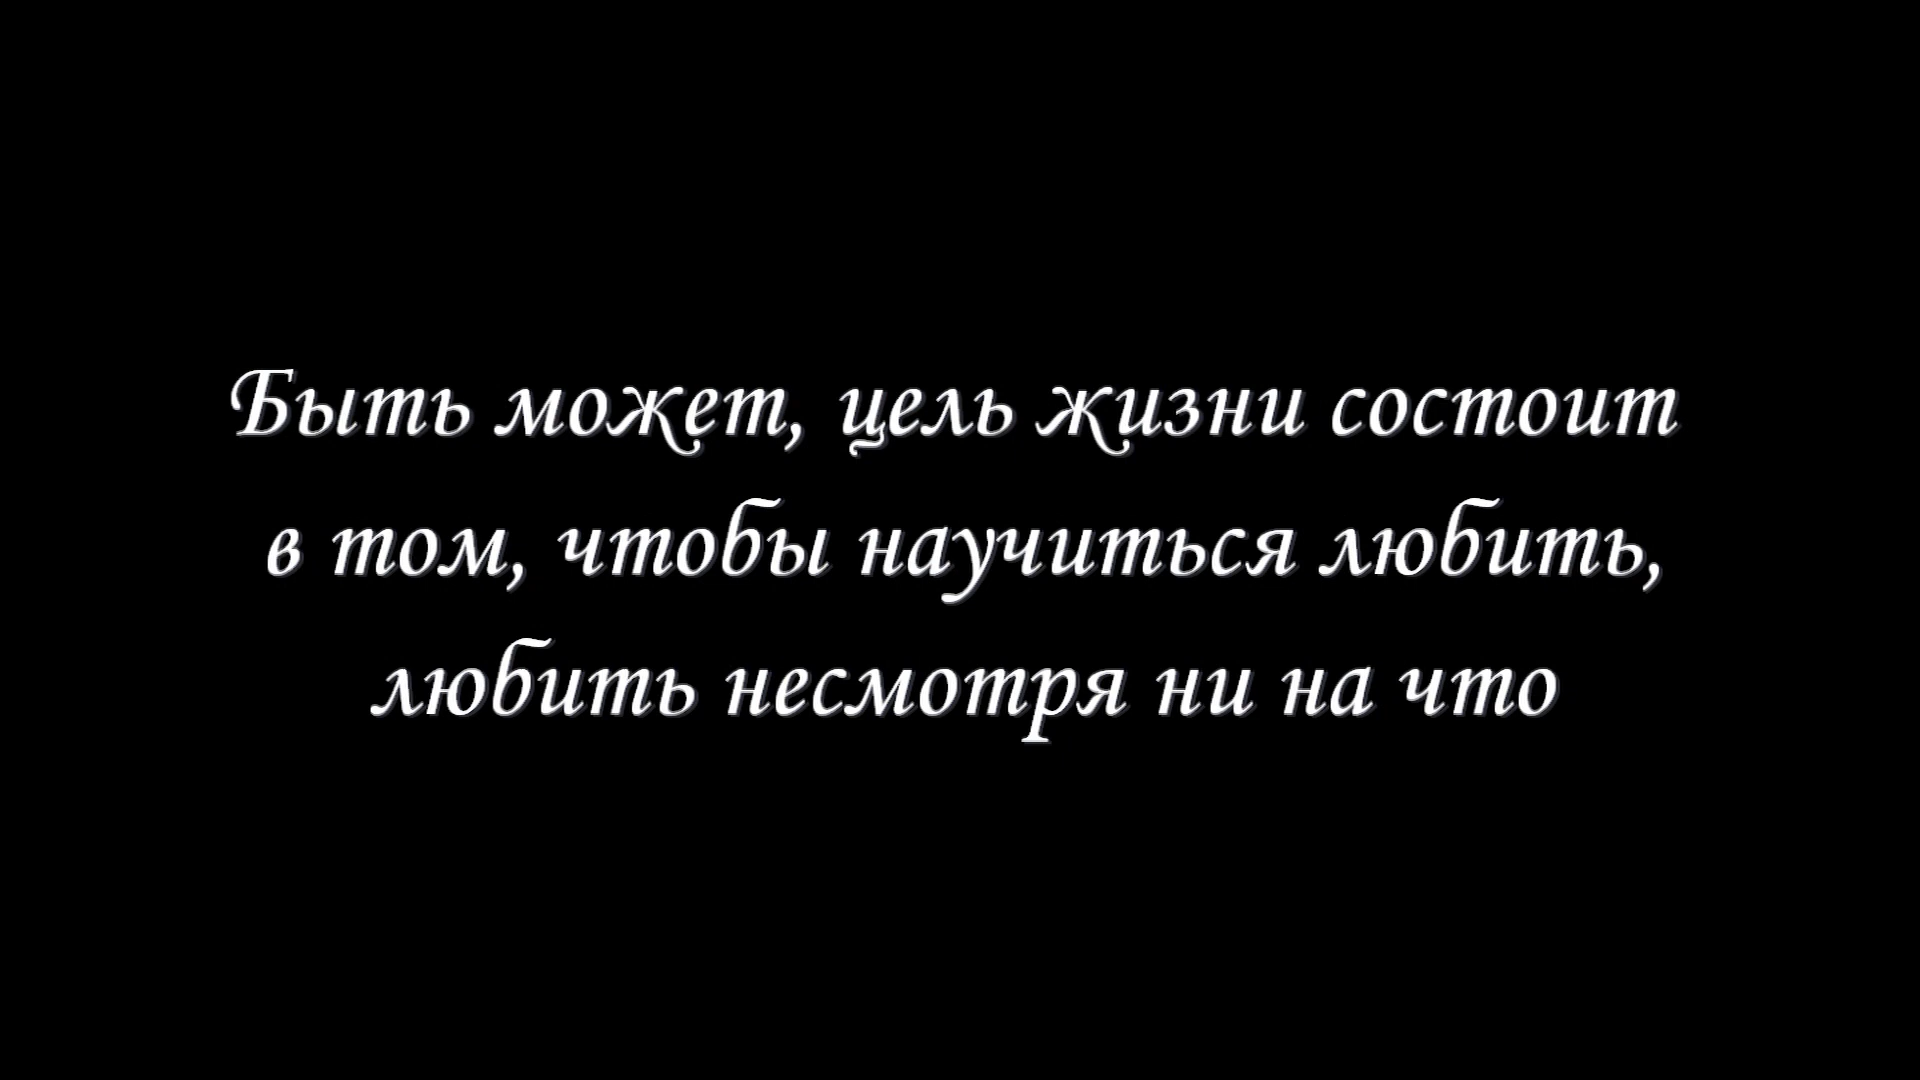 Быть может, цель жизни состоит
в том, чтобы научиться любить,
любить несмотря ни на что